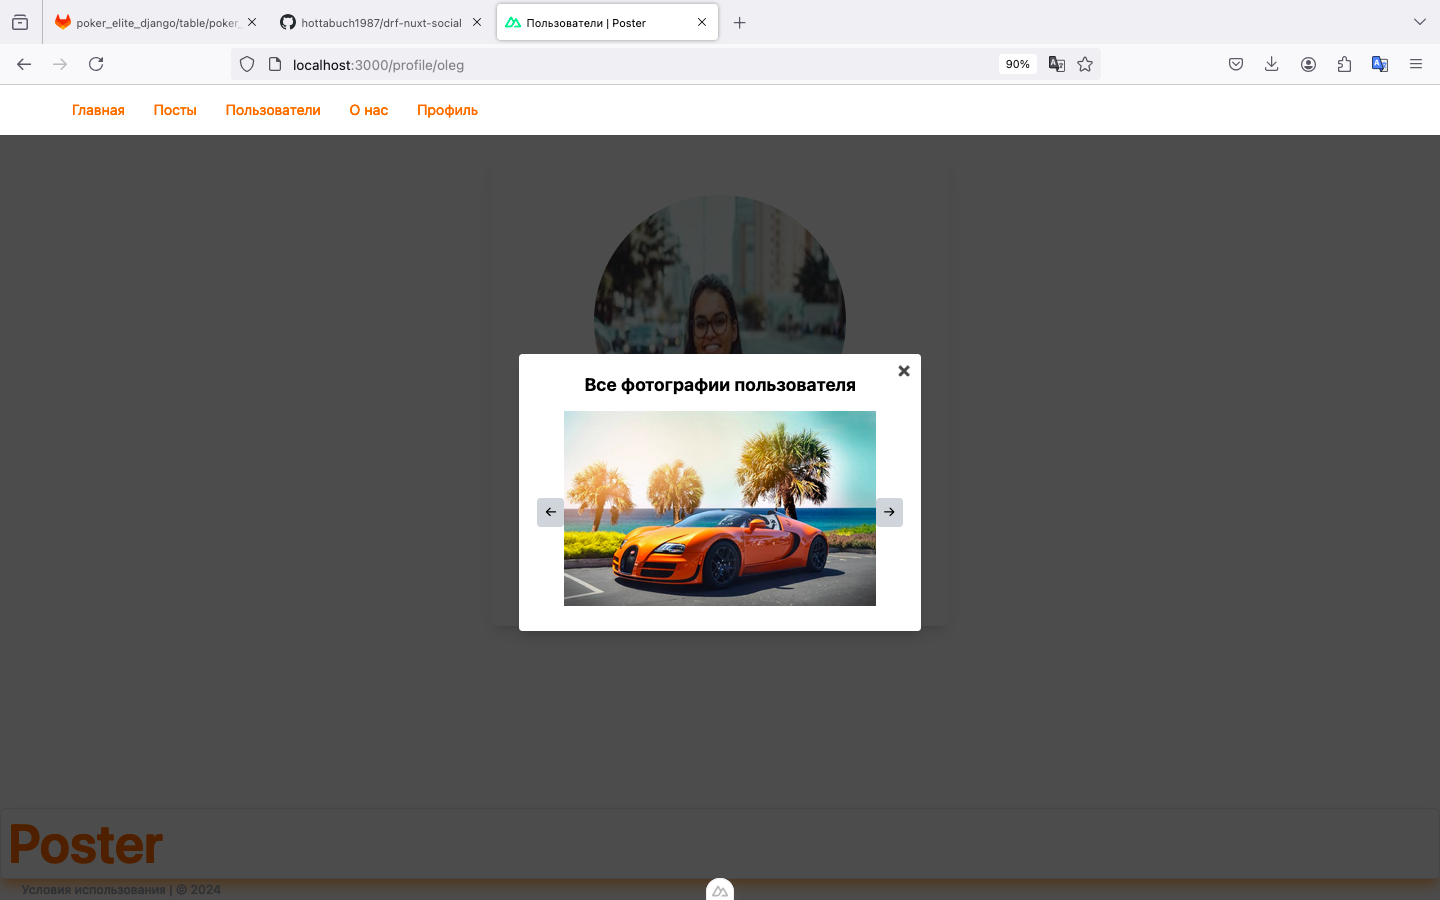 poker_elite_django/table/poker_
hottabuch1987/drf-nuxt-social
Пользователи | Poster
localhost:3000/profile/oleg
90%
Главная Посты Пользователи О нас Профиль
Все фотографии пользователя
Poster
Условия использования | © 2024